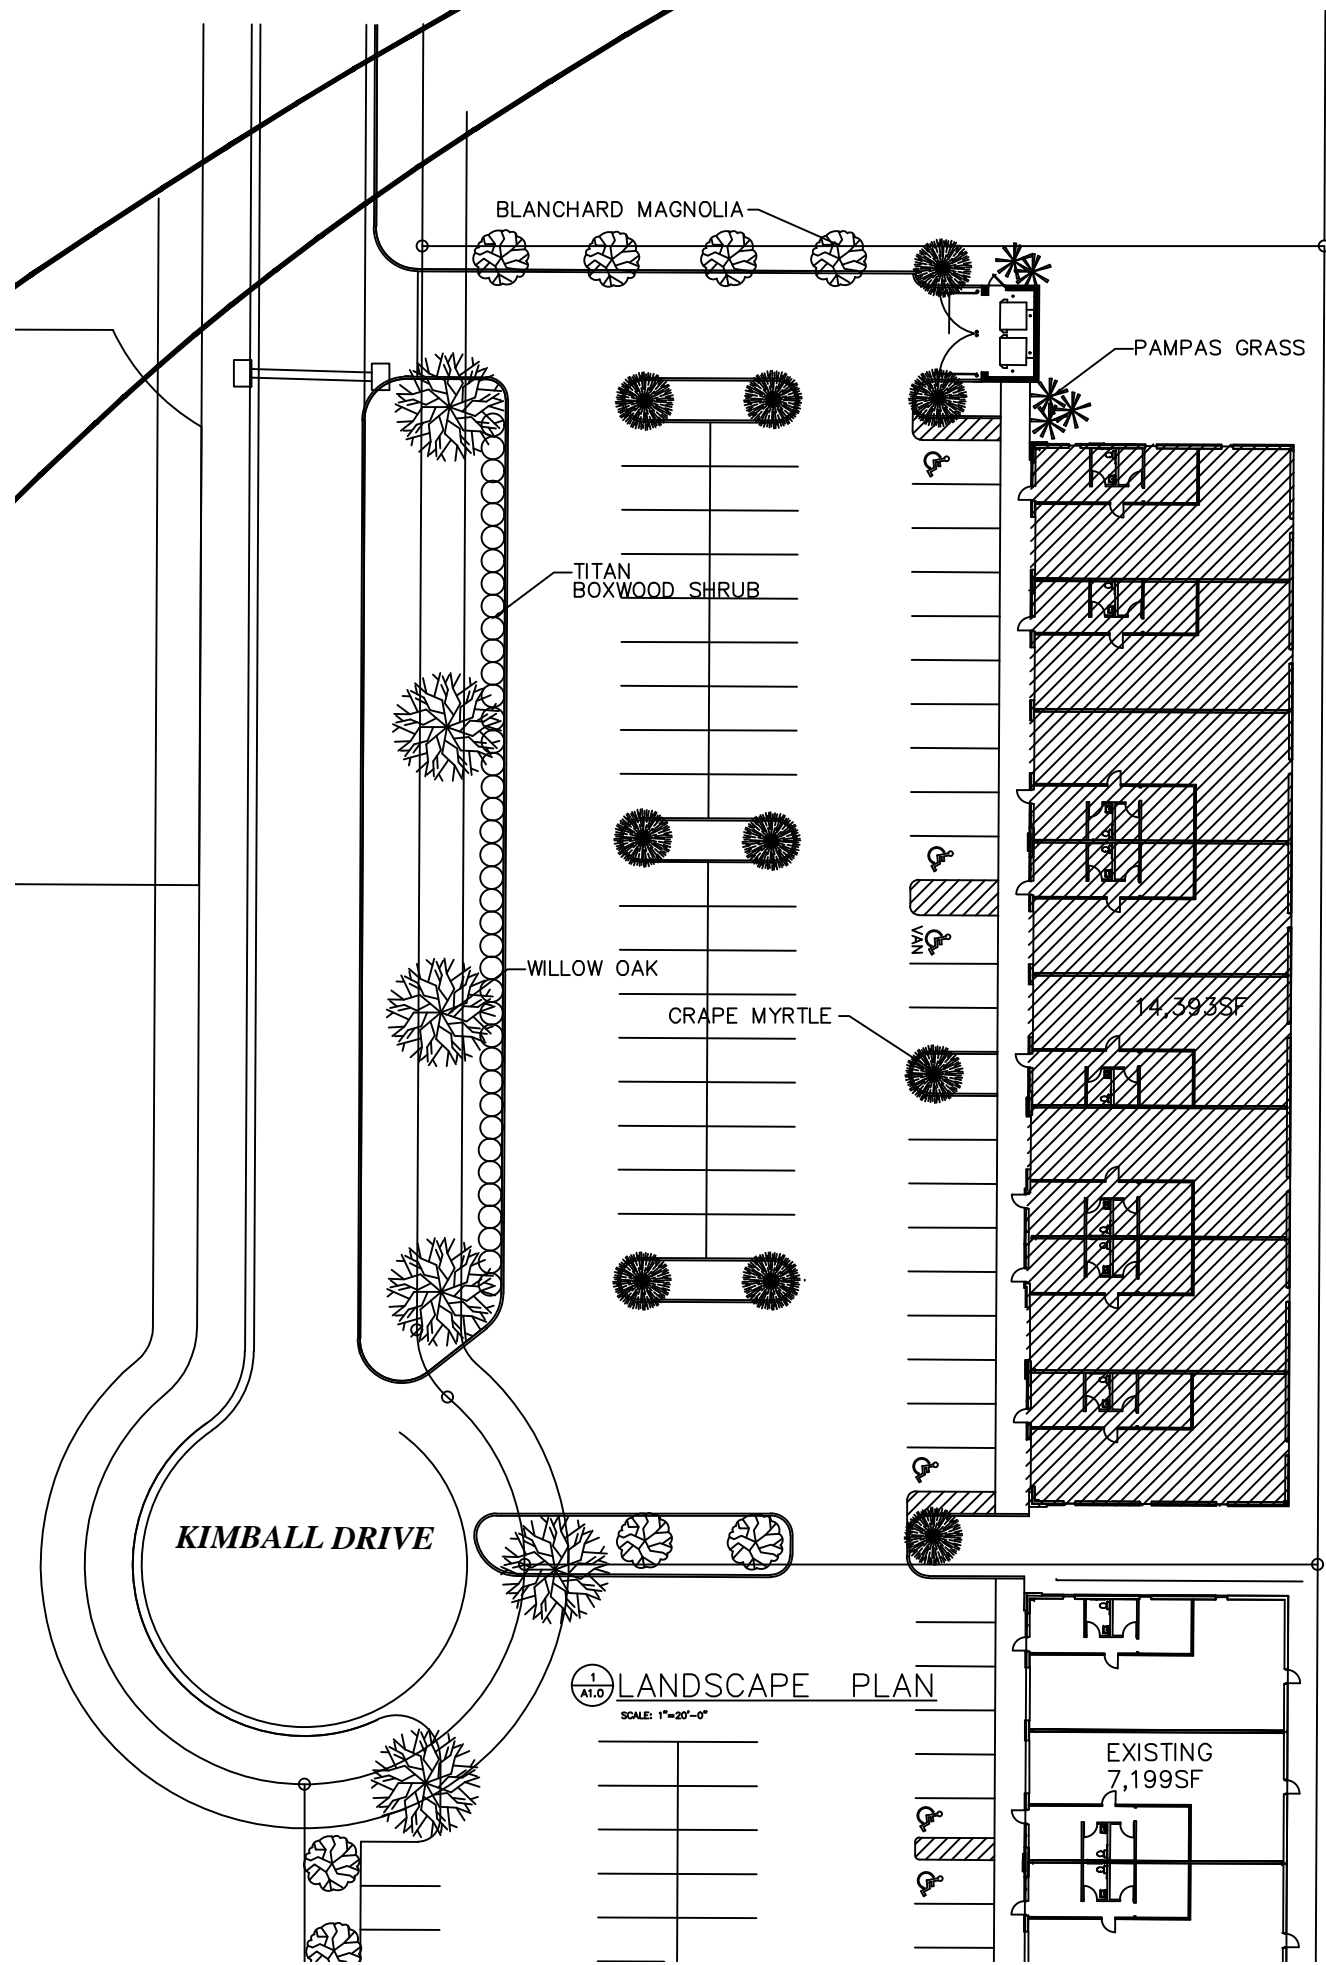 BLANCHARD MAGNOLIA
PAMPAS GRASS
TITAN
BOXWOOD SHRUB
VAN
WILLOW OAK
14,393SF
CRAPE MYRTLE
KIMBALL DRIVE
1
A1.0
LANDSCAPE PLAN
SCALE: 1"=20'-0"
EXISTING
7,199SF